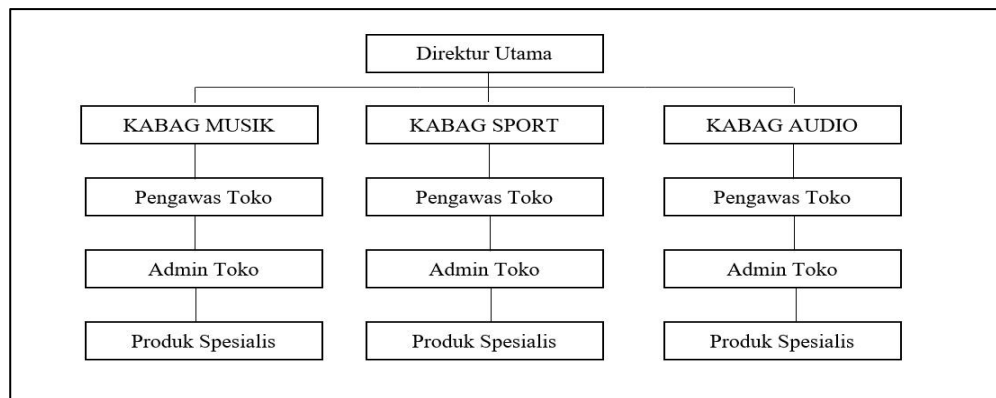 Direktur Utama
KABAG MUSIK
KABAG SPORT
KABAG AUDIO
Pengawas Toko
Pengawas Toko
Pengawas Toko
Admin Toko
Admin Toko
Admin Toko
Produk Spesialis
Produk Spesialis
Produk Spesialis